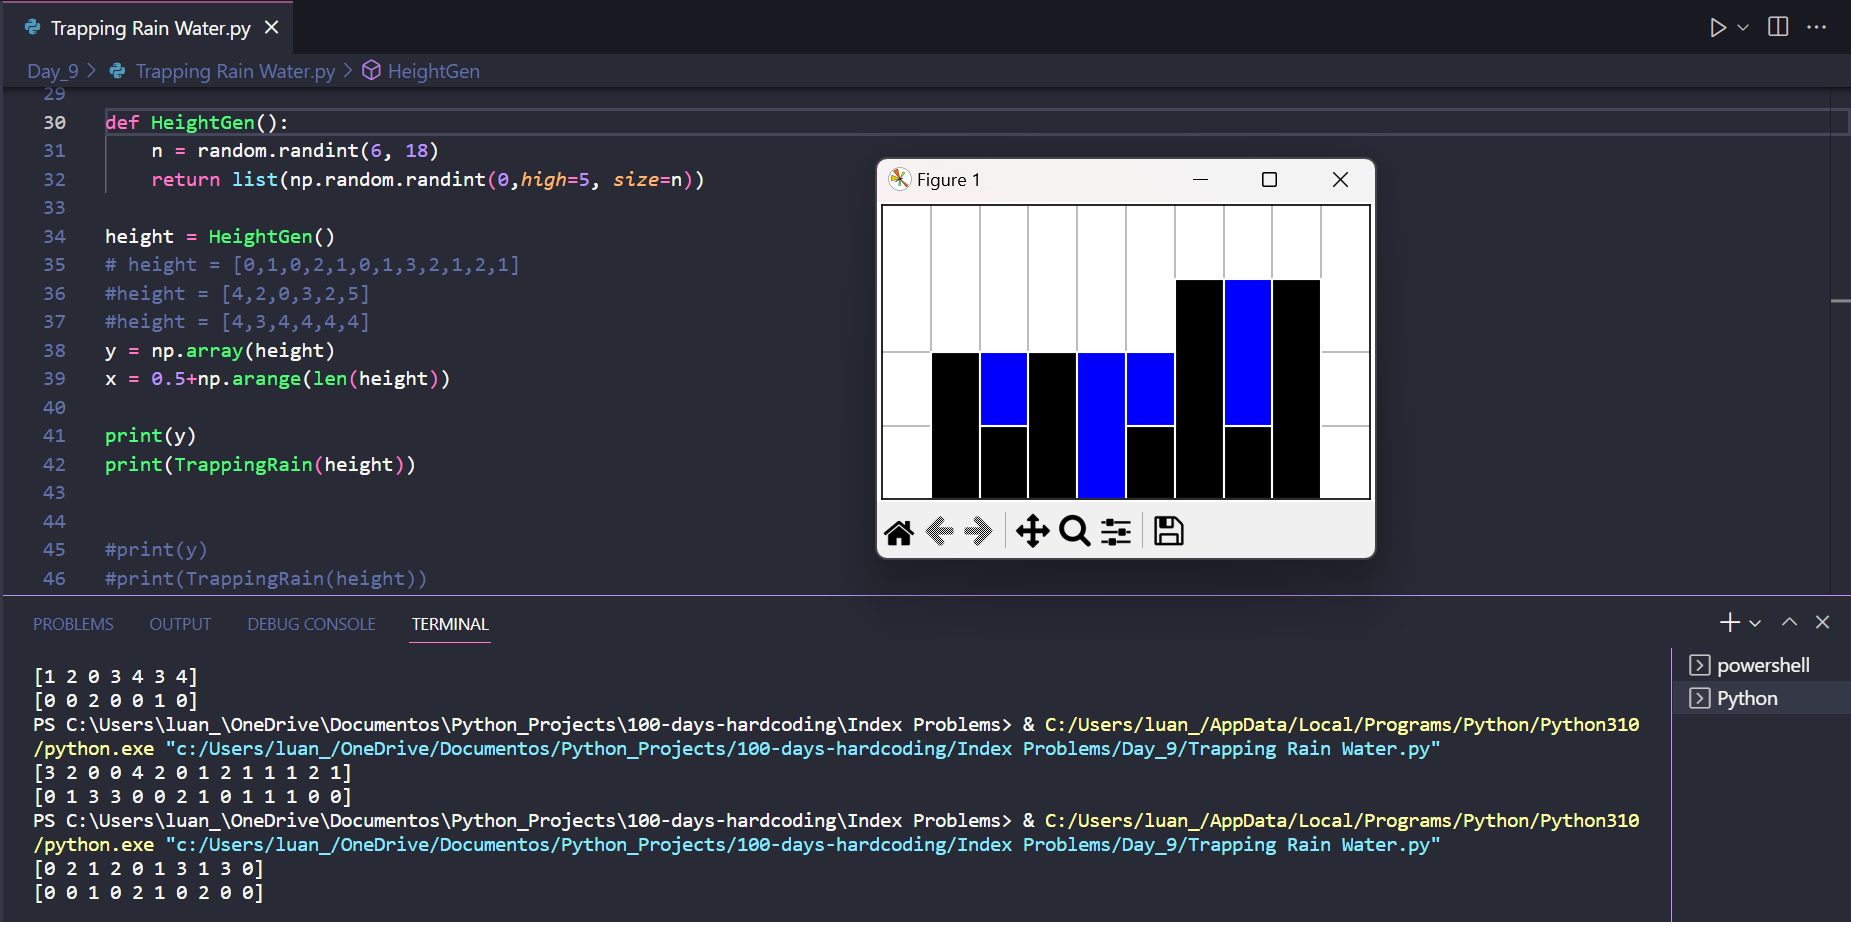 Trapping Rain Water.py
Day_9 > Trapping Rain Water.py > HeightGen
29
30 def HeightGen():
31     n = random.randint(6, 18)
32     return list(np.random.randint(0,high=5, size=n))
33
34 height = HeightGen()
35 # height = [0,1,0,2,1,0,1,3,2,1,2,1]
36 #height = [4,2,0,3,2,5]
37 #height = [4,3,4,4,4,4]
38 y = np.array(height)
39 x = 0.5+np.arange(len(height))
40
41 print(y)
42 print(TrappingRain(height))
43
44
45 #print(y)
46 #print(TrappingRain(height))
Figure 1
PROBLEMS OUTPUT DEBUG CONSOLE TERMINAL
[1 2 0 3 4 3 4]
[0 0 2 0 0 1 0]
PS C:\Users\luan_\OneDrive\Documentos\Python_Projects\100-days-hardcoding\Index Problems> & C:/Users/luan_/AppData/Local/Programs/Python/Python310
/python.exe "c:/Users/luan_/OneDrive/Documentos/Python_Projects/100-days-hardcoding/Index Problems/Day_9/Trapping Rain Water.py"
[3 2 0 0 4 2 0 1 2 1 1 1 2 1]
[0 1 3 3 0 0 2 1 0 1 1 1 0 0]
PS C:\Users\luan_\OneDrive\Documentos\Python_Projects\100-days-hardcoding\Index Problems> & C:/Users/luan_/AppData/Local/Programs/Python/Python310
/python.exe "c:/Users/luan_/OneDrive/Documentos/Python_Projects/100-days-hardcoding/Index Problems/Day_9/Trapping Rain Water.py"
[0 2 1 2 0 1 3 1 3 0]
[0 0 1 0 2 1 0 2 0 0]
powershell
Python